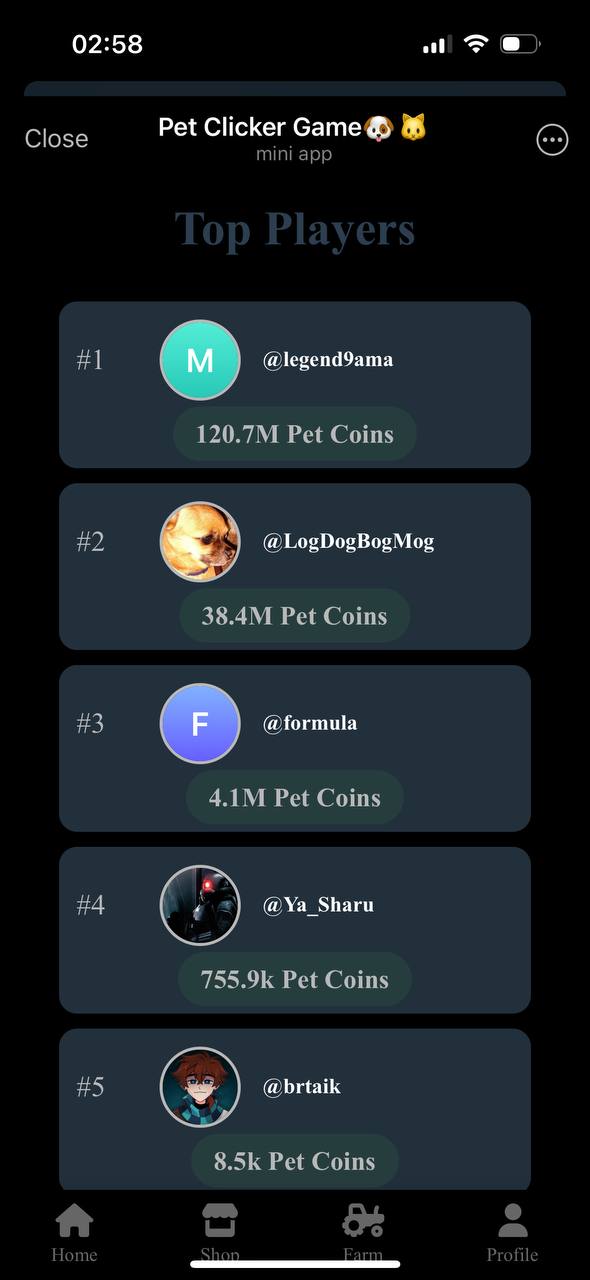 02:58
Close
Pet Clicker Game🐶🐱
mini app
Top Players
#1
M
@legend9ama
120.7M Pet Coins
#2
@LogDogBogMog
38.4M Pet Coins
#3
F
@formula
4.1M Pet Coins
#4
@Ya_Sharu
755.9k Pet Coins
#5
@brtaik
8.5k Pet Coins
Home Shop Farm Profile